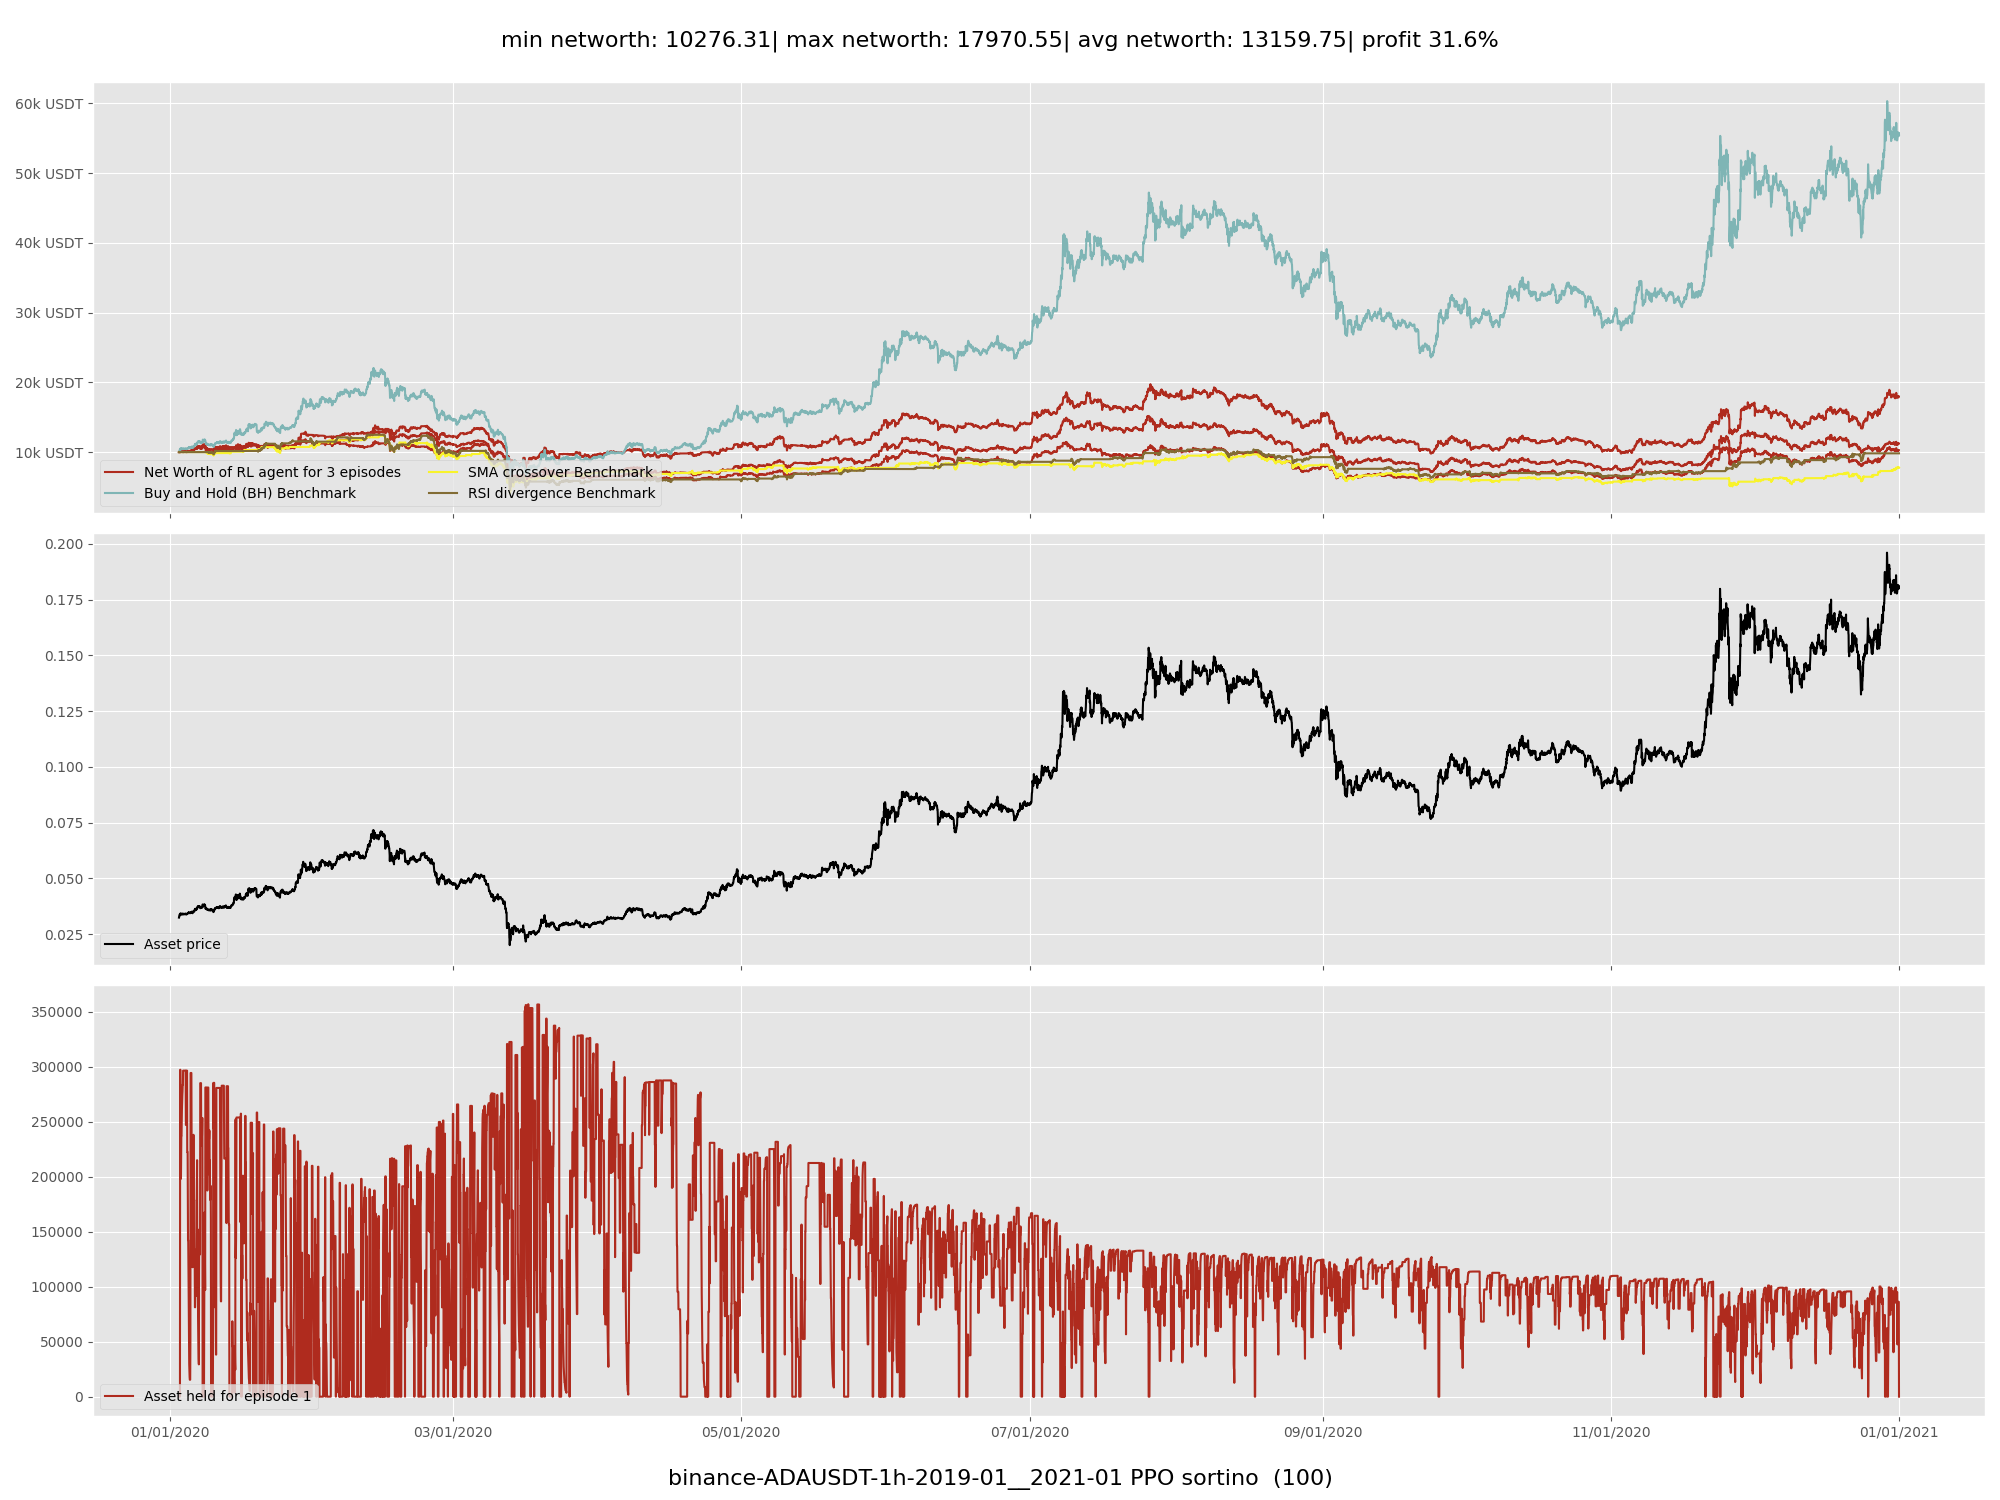 min networth: 10276.31| max networth: 17970.55| avg networth: 13159.75| profit 31.6%
60k USDT
50k USDT
40k USDT
30k USDT
20k USDT
10k USDT
Net Worth of RL agent for 3 episodes
Buy and Hold (BH) Benchmark
SMA crossover Benchmark
RSI divergence Benchmark
0.200
0.175
0.150
0.125
0.100
0.075
0.050
0.025
Asset price
350000
300000
250000
200000
150000
100000
50000
0
Asset held for episode 1
01/01/2020 03/01/2020 05/01/2020 07/01/2020 09/01/2020 11/01/2020 01/01/2021
binance-ADAUSDT-1h-2019-01__2021-01 PPO sortino (100)